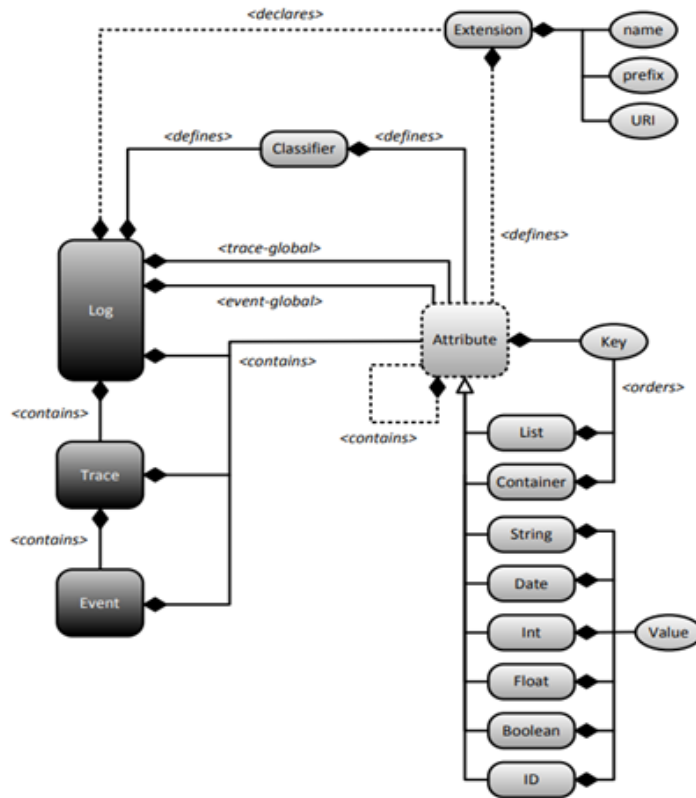 <declares>
Extension
name
prefix
URI
<defines>
Classifier
<defines>
<defines>
<trace-global>
<event-global>
Log
Attribute
Key
<contains>
<orders>
<contains>
<contains>
List
Trace
Container
<contains>
String
Date
Event
Int
Value
Float
Boolean
ID